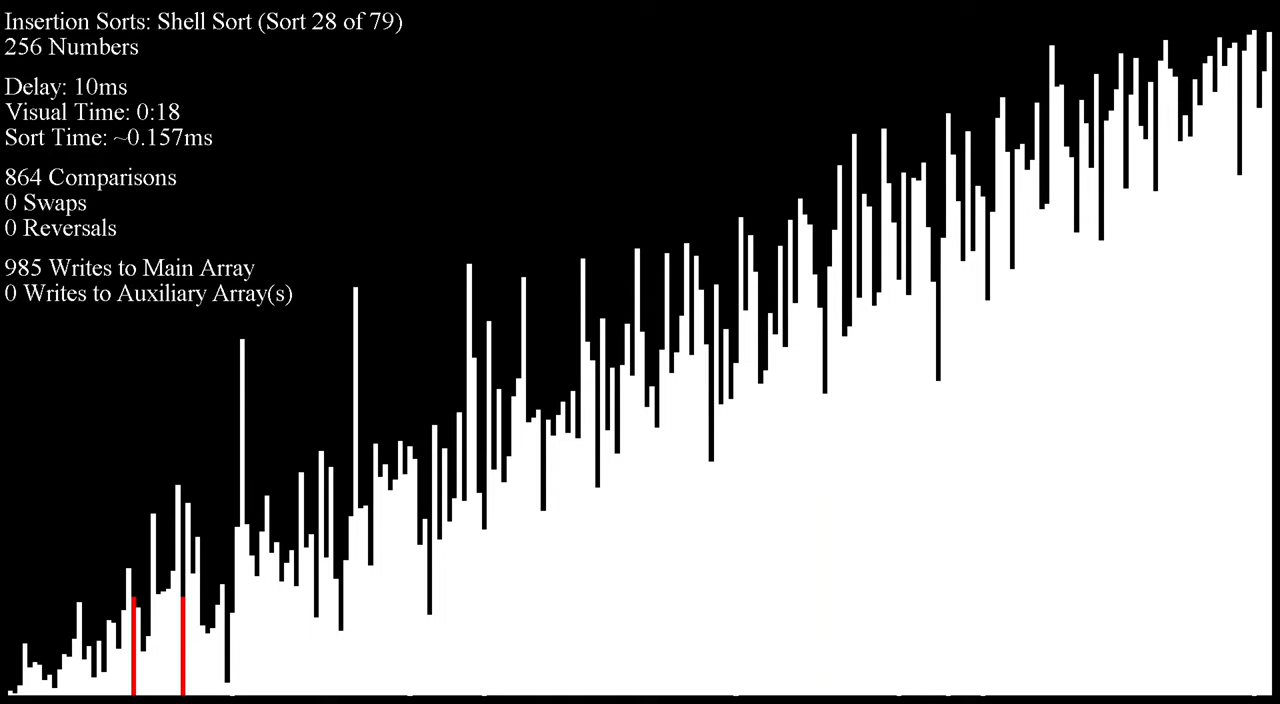 Insertion Sorts: Shell Sort (Sort 28 of 79)
256 Numbers
Delay: 10ms
Visual Time: 0:18
Sort Time: ~0.157ms
864 Comparisons
0 Swaps
0 Reversals
985 Writes to Main Array
0 Writes to Auxiliary Array(s)